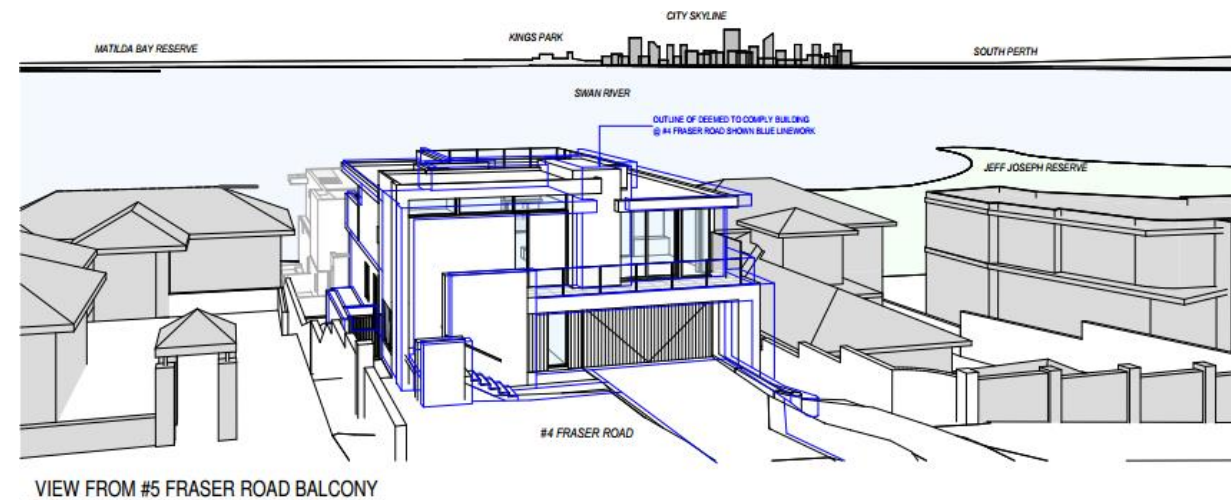 CITY SKYLINE
KINGS PARK
MATILDA BAY RESERVE
SOUTH PERTH
SWAN RIVER
OUTLINE OF DEEMED TO COMPLY BUILDING
@ #4 FRASER ROAD SHOWN BLUE LINEWORK
JEFF JOSEPH RESERVE
#4 FRASER ROAD
VIEW FROM #5 FRASER ROAD BALCONY